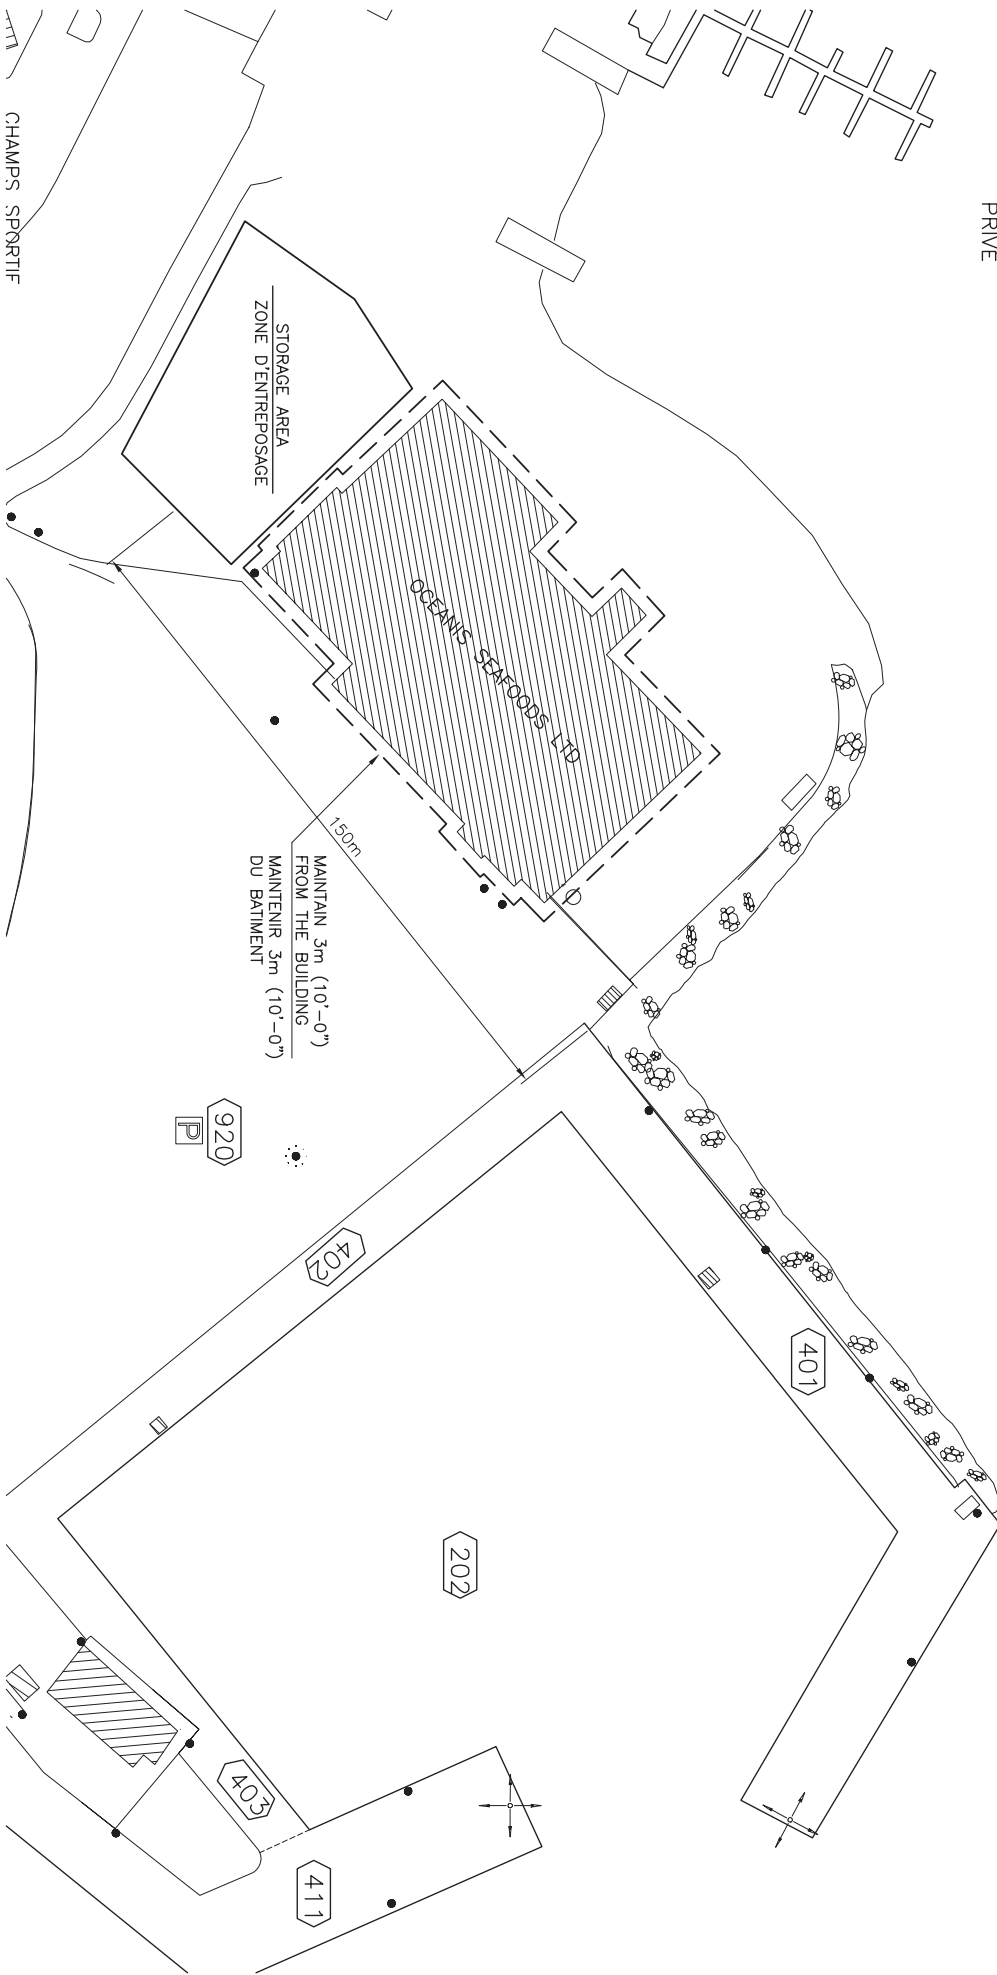 PRIVE
CHAMPS SPORTIF
STORAGE AREA
ZONE D'ENTREPOSAGE
OCEANIS SEAFOODS LTD
150m
MAINTAIN 3m (10'-0")
FROM THE BUILDING
MAINTENIR 3m (10'-0")
DU BATIMENT
920
P
402
401
202
403
411